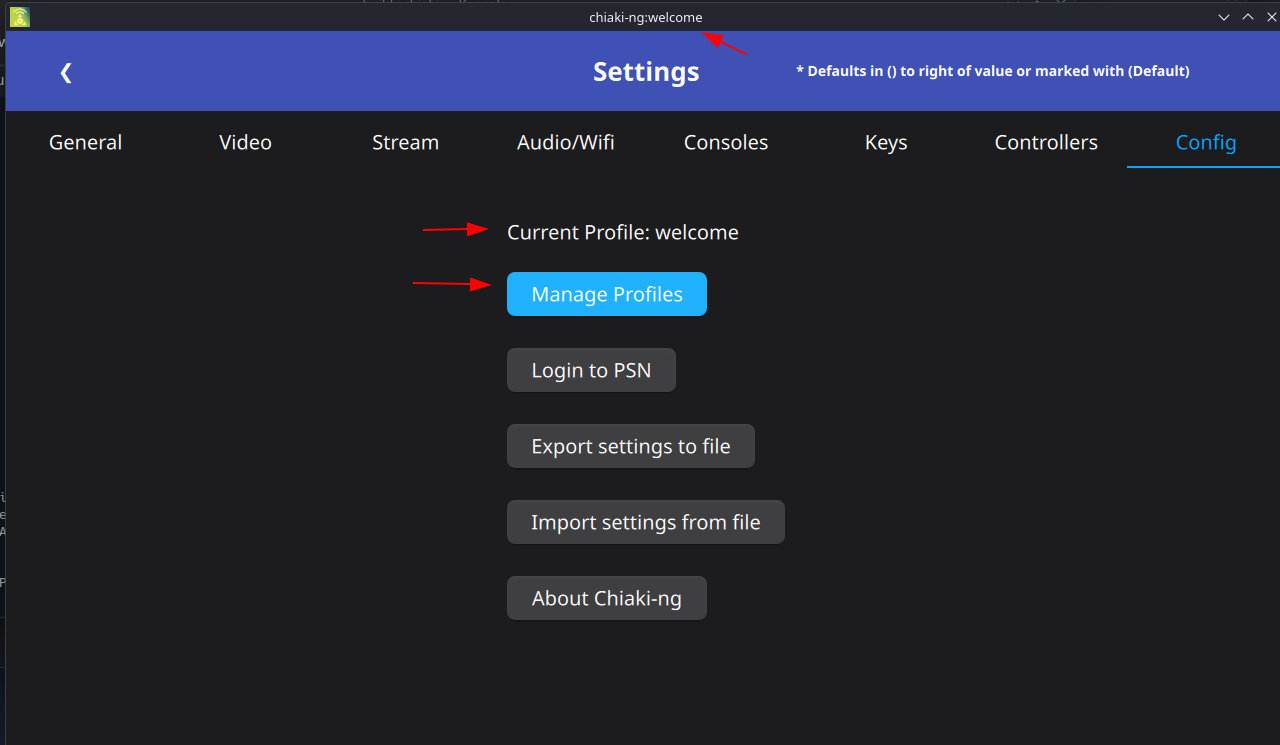 chiaki-ng:welcome
Settings
* Defaults in () to right of value or marked with (Default)
General Video Stream Audio/Wifi Consoles Keys Controllers Config
Current Profile: welcome
Manage Profiles
Login to PSN
Export settings to file
Import settings from file
About Chiaki-ng